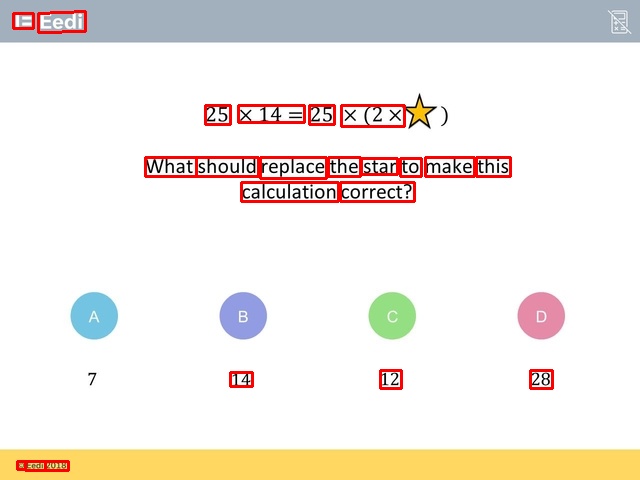 Eedi
25 × 14 = 25 × (2 × ★ )
What should replace the star to make this
calculation correct?
A B C D
7 14 12 28
© Eedi 2018